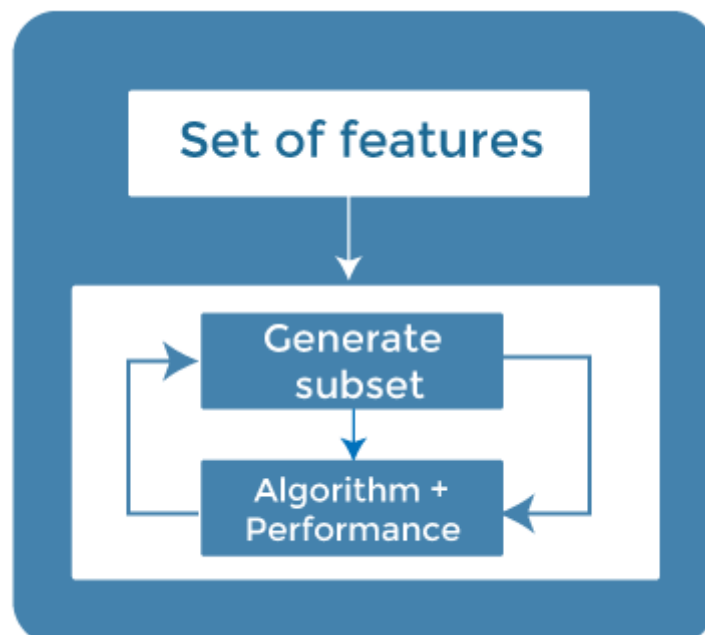 Set of features
Generate
subset
Algorithm +
Performance